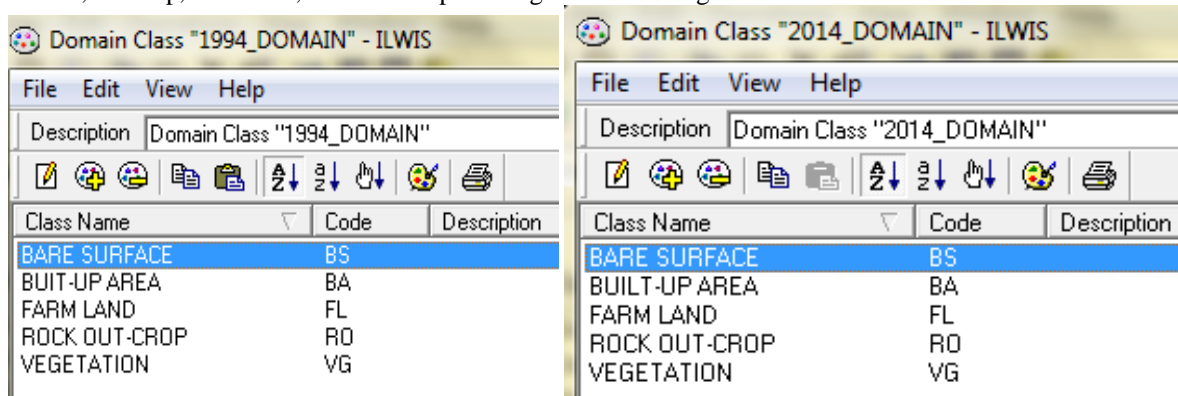 Domain Class "1994_DOMAIN" - ILWIS
File Edit View Help
Description Domain Class "1994_DOMAIN"
Class Name Code Description
BARE SURFACE BS
BUIT-UP AREA BA
FARM LAND FL
ROCK OUT-CROP RO
VEGETATION VG
Domain Class "2014_DOMAIN" - ILWIS
File Edit View Help
Description Domain Class "2014_DOMAIN"
Class Name Code Description
BARE SURFACE BS
BUILT-UP AREA BA
FARM LAND FL
ROCK OUT-CROP RO
VEGETATION VG